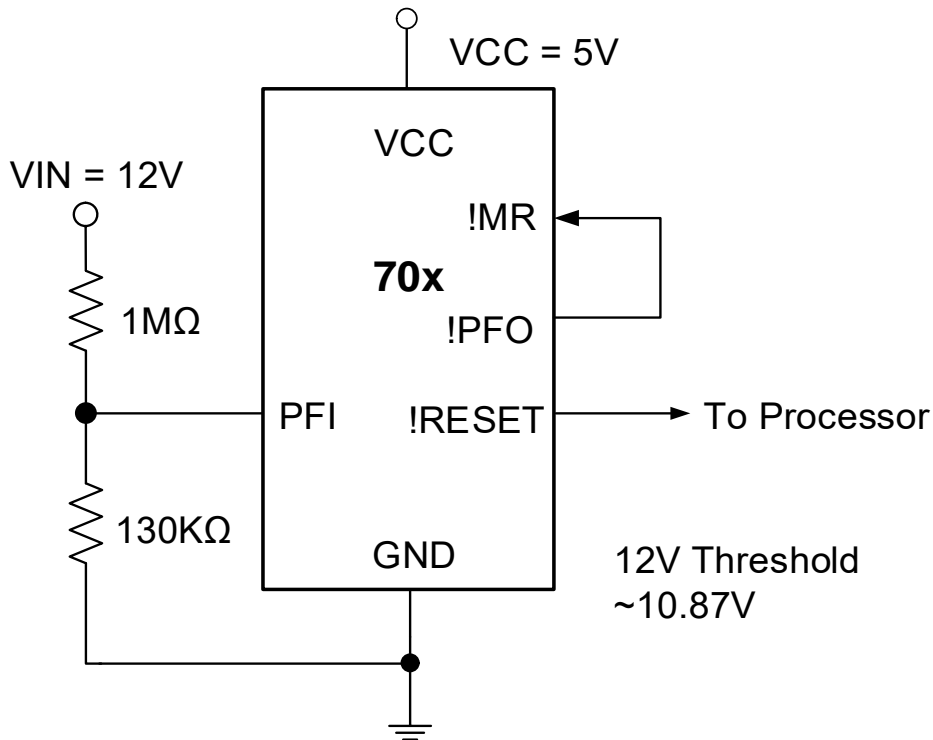 VCC = 5V
VCC
VIN = 12V
!MR
70x
1MΩ
!PFO
PFI
!RESET
To Processor
130KΩ
GND
12V Threshold
~10.87V